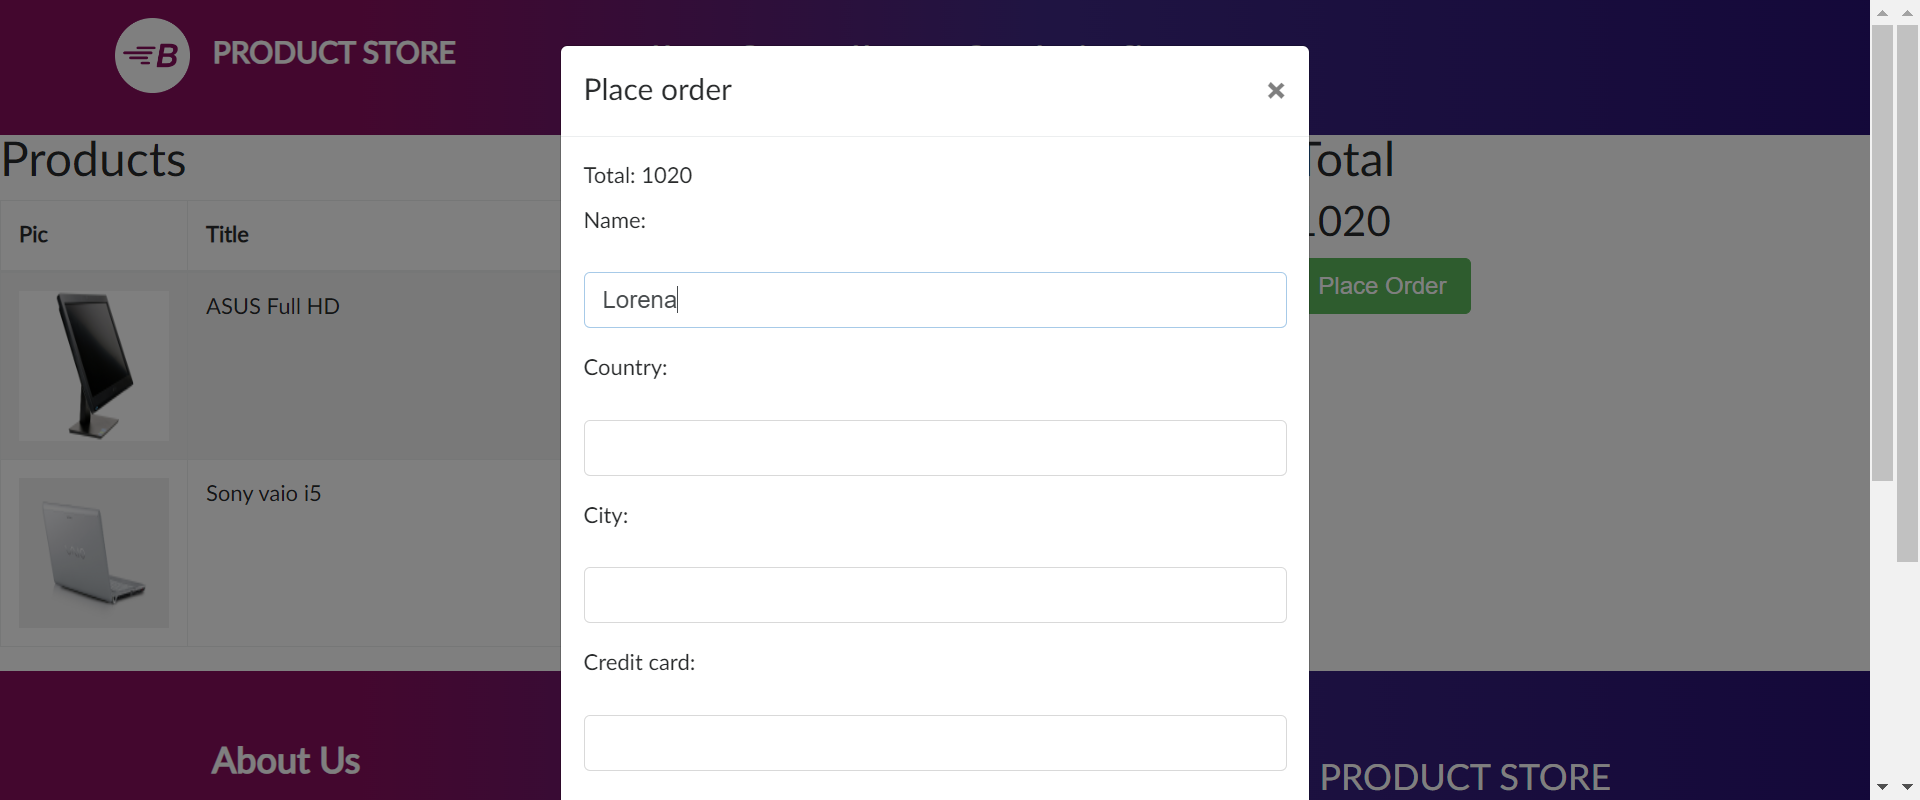 B PRODUCT STORE
Place order
×
Total: 1020
Name:
Lorena
Country:
City:
Credit card:
Products
Pic Title
ASUS Full HD
Sony vaio i5
Total
1020
Place Order
About Us
PRODUCT STORE